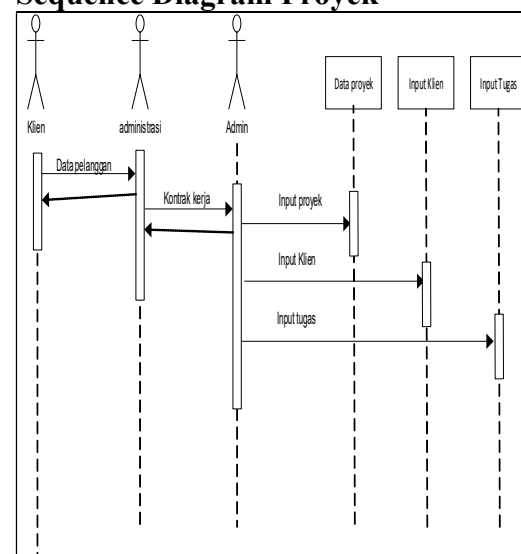 Sequence Diagram Proyek
Data proyek
Input Klien
Input Tugas
Klien
administrasi
Admin
Data pelanggan
Kontrak kerja
Input proyek
Input Klien
Input tugas